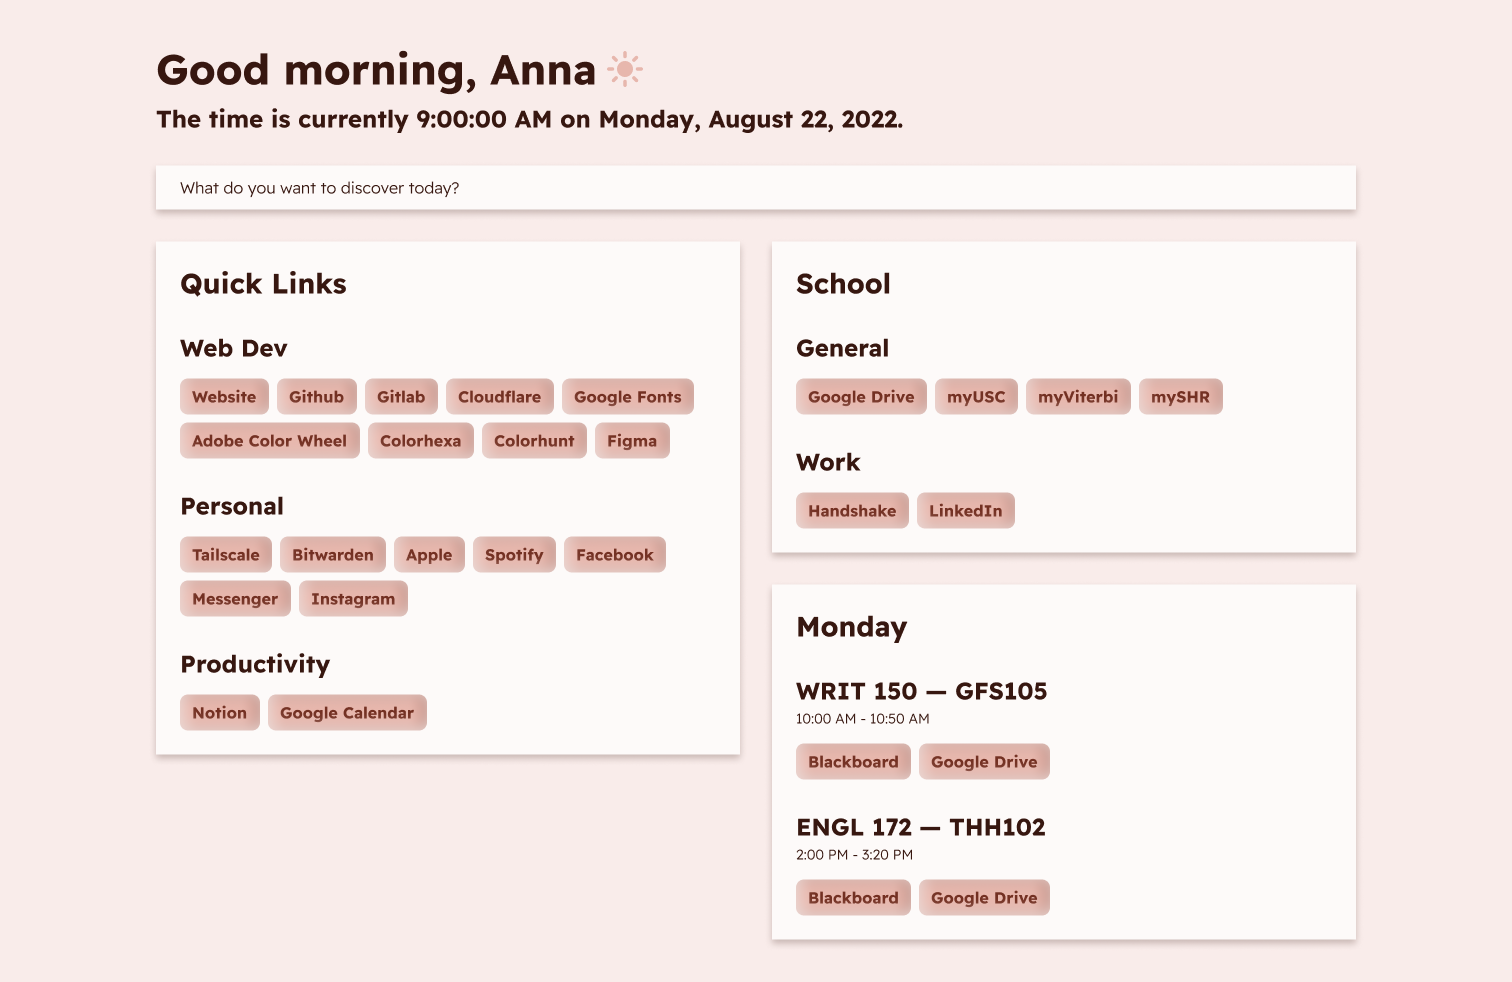 Good morning, Anna
The time is currently 9:00:00 AM on Monday, August 22, 2022.
What do you want to discover today?
Quick Links
Web Dev
Website Github Gitlab Cloudflare Google Fonts
Adobe Color Wheel Colorhexa Colorhunt Figma
Personal
Tailscale Bitwarden Apple Spotify Facebook
Messenger Instagram
Productivity
Notion Google Calendar
School
General
Google Drive myUSC myViterbi mySHR
Work
Handshake LinkedIn
Monday
WRIT 150 — GFS105
10:00 AM - 10:50 AM
Blackboard Google Drive
ENGL 172 — THH102
2:00 PM - 3:20 PM
Blackboard Google Drive